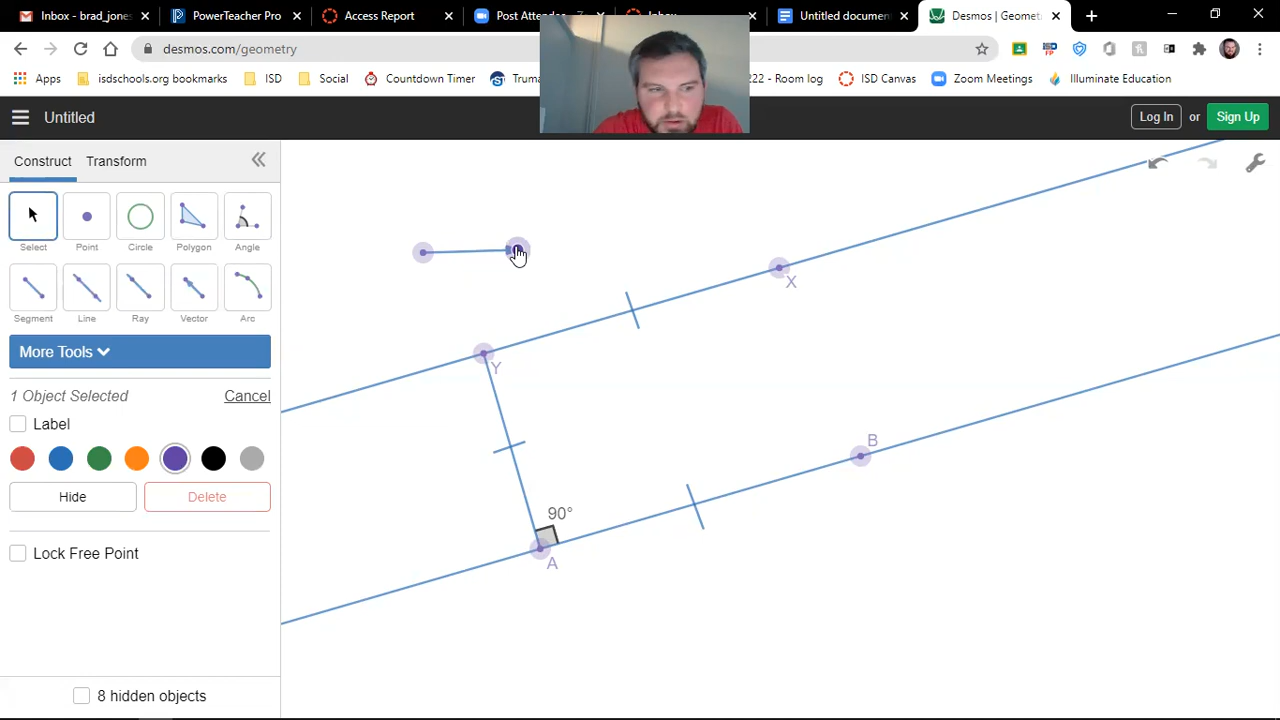 Inbox - brad_jones
PowerTeacher Pro
Access Report
Post Attendee - Z
Inbox
Untitled document
Desmos | Geometry
desmos.com/geometry
Apps
isdschools.org bookmarks
ISD
Social
Countdown Timer
222 - Room log
ISD Canvas
Zoom Meetings
Illuminate Education
Untitled
Log In or Sign Up
Construct Transform
Select Point Circle Polygon Angle
Segment Line Ray Vector Arc
More Tools
1 Object Selected Cancel
Label
Hide Delete
Lock Free Point
8 hidden objects
X
Y
B
90°
A